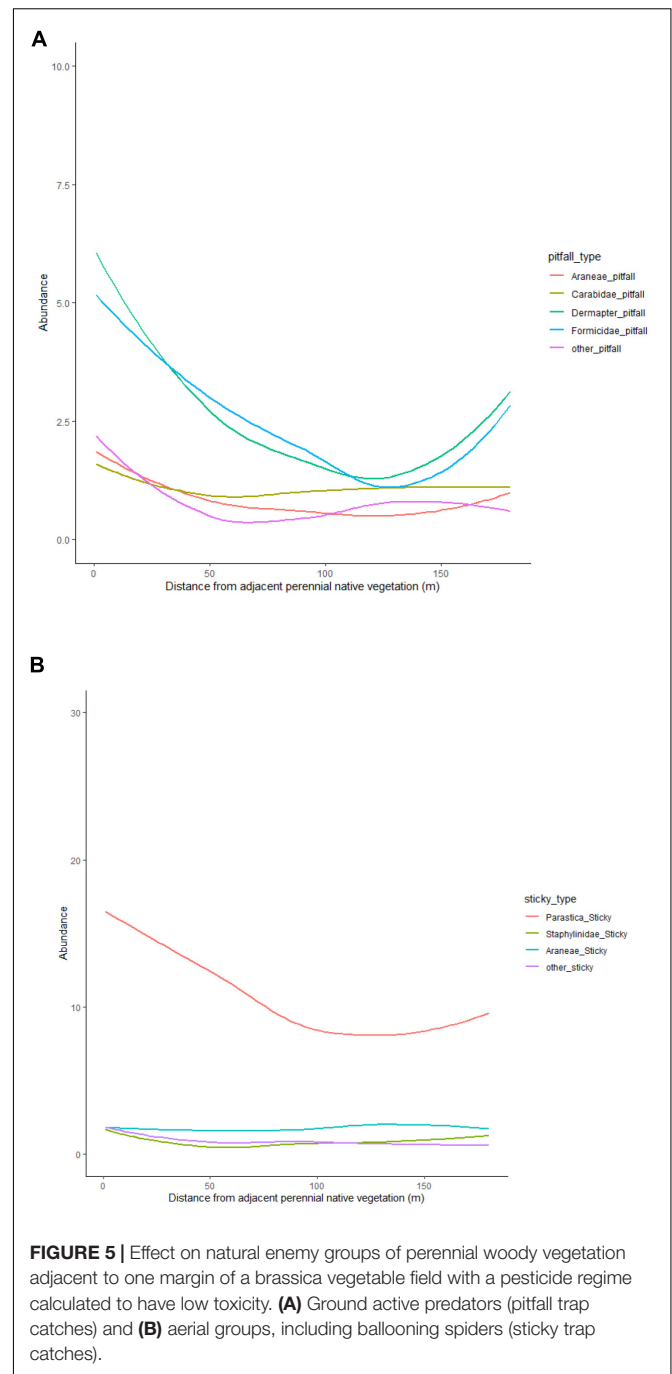 A
10.0
7.5
5.0
2.5
0.0
Abundance
0
50
100
150
Distance from adjacent perennial native vegetation (m)
pitfall_type
Araneae_pitfall
Carabidae_pitfall
Dermapter_pitfall
Formicidae_pitfall
other_pitfall
B
30
20
10
0
Abundance
0
50
100
150
Distance from adjacent perennial native vegetation (m)
sticky_type
Parastica_Sticky
Staphylinidae_Sticky
Araneae_Sticky
other_sticky
FIGURE 5 | Effect on natural enemy groups of perennial woody vegetation
adjacent to one margin of a brassica vegetable field with a pesticide regime
calculated to have low toxicity. (A) Ground active predators (pitfall trap
catches) and (B) aerial groups, including ballooning spiders (sticky trap
catches).